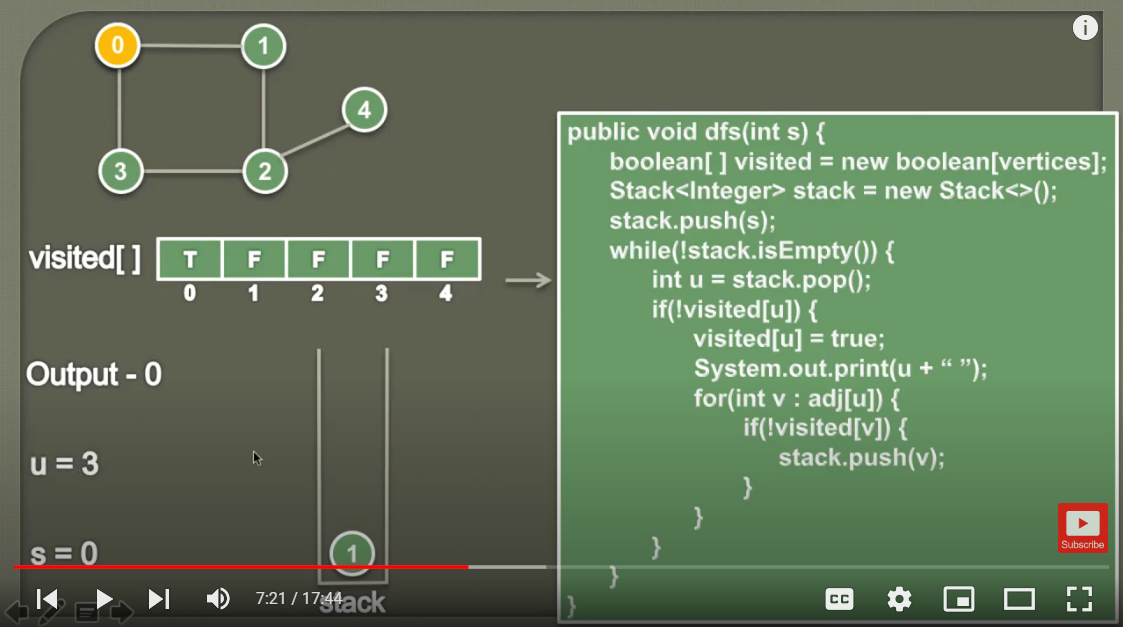 0
1
4
3
2
visited[ ]
T F F F F
0 1 2 3 4
Output - 0
u = 3
s = 0
1
stack
public void dfs(int s) {
boolean[ ] visited = new boolean[vertices];
Stack<Integer> stack = new Stack<>();
stack.push(s);
while(!stack.isEmpty()) {
int u = stack.pop();
if(!visited[u]) {
visited[u] = true;
System.out.print(u + “ ”);
for(int v : adj[u]) {
if(!visited[v]) {
stack.push(v);
}
}
}
}
}
i
Subscribe
7:21 / 17:44
CC